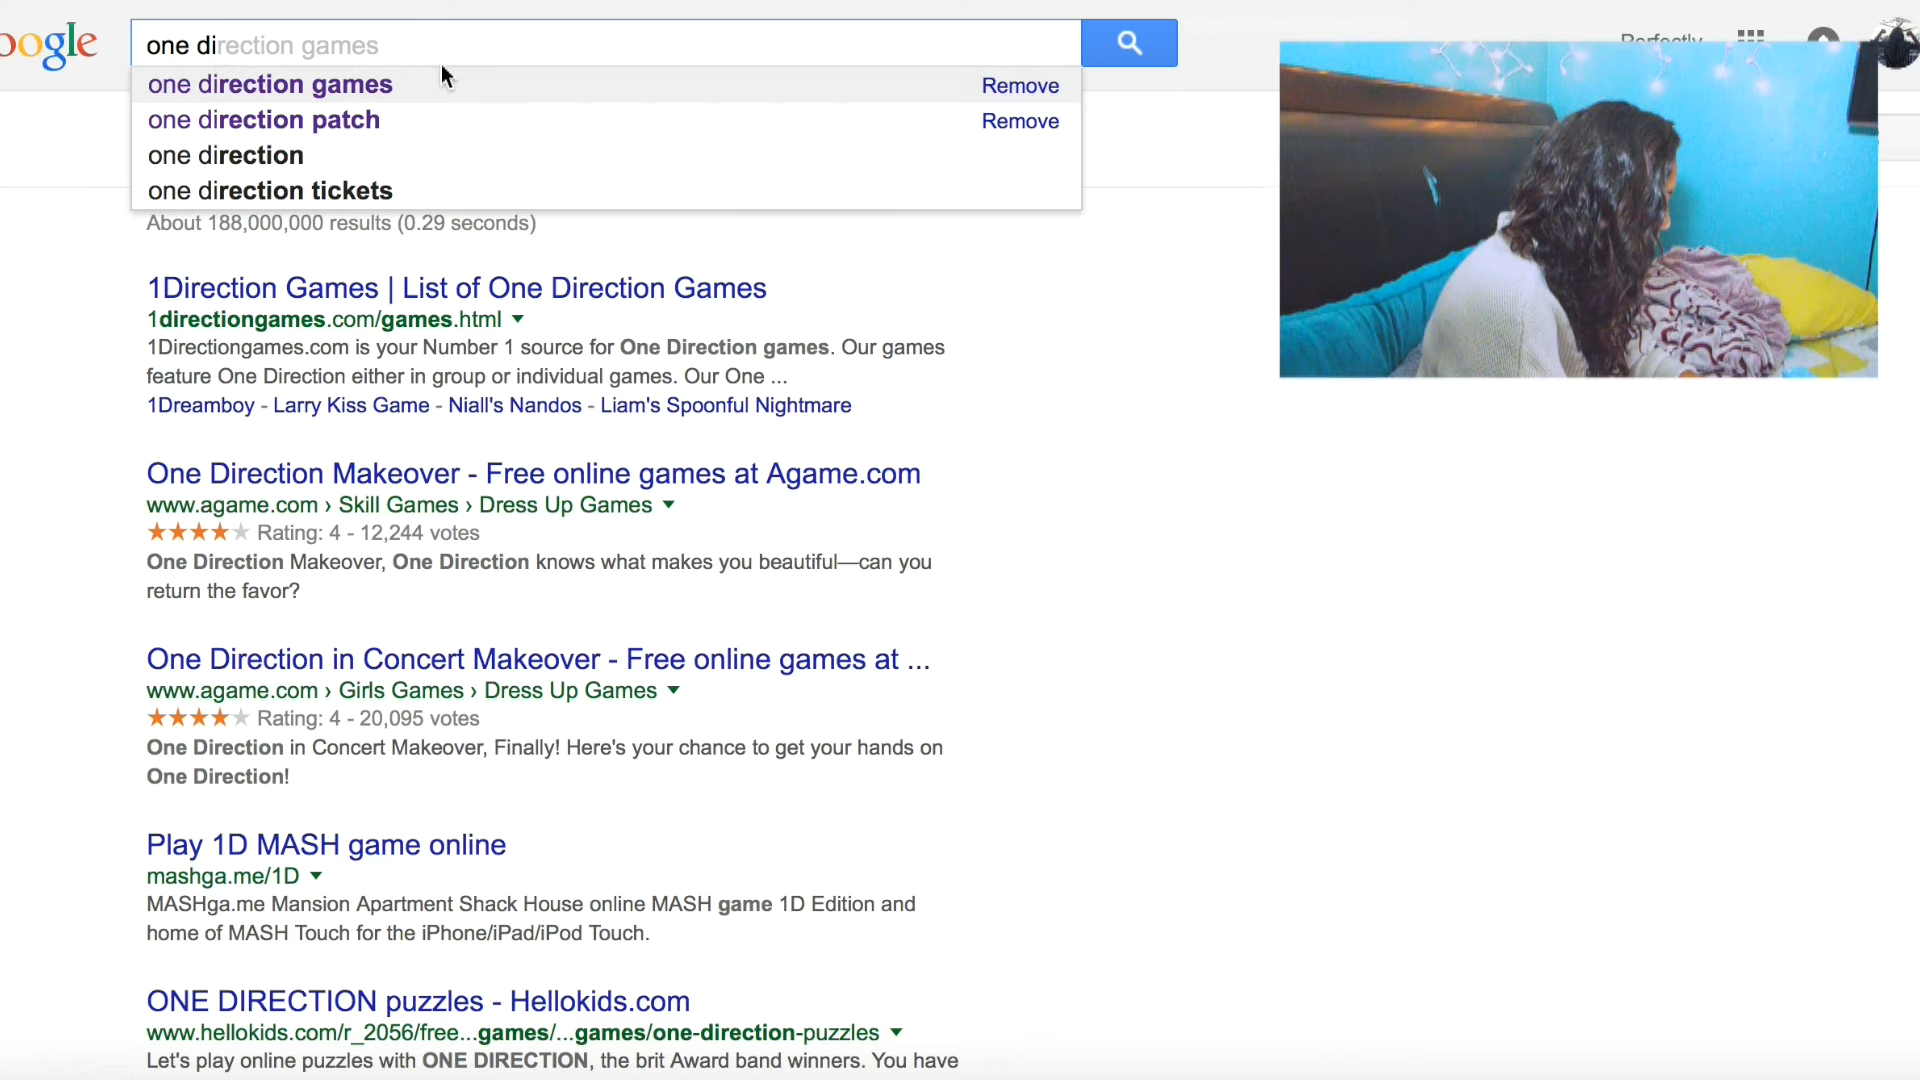 oogle
one direction games
Perfectly
one direction games Remove
one direction patch Remove
one direction
one direction tickets
About 188,000,000 results (0.29 seconds)
1Direction Games | List of One Direction Games
1directiongames.com/games.html
1Directiongames.com is your Number 1 source for One Direction games. Our games
feature One Direction either in group or individual games. Our One ...
1Dreamboy - Larry Kiss Game - Niall's Nandos - Liam's Spoonful Nightmare
One Direction Makeover - Free online games at Agame.com
www.agame.com › Skill Games › Dress Up Games
Rating: 4 - 12,244 votes
One Direction Makeover, One Direction knows what makes you beautiful—can you
return the favor?
One Direction in Concert Makeover - Free online games at ...
www.agame.com › Girls Games › Dress Up Games
Rating: 4 - 20,095 votes
One Direction in Concert Makeover, Finally! Here's your chance to get your hands on
One Direction!
Play 1D MASH game online
mashga.me/1D
MASHga.me Mansion Apartment Shack House online MASH game 1D Edition and
home of MASH Touch for the iPhone/iPad/iPod Touch.
ONE DIRECTION puzzles - Hellokids.com
www.hellokids.com/r_2056/free...games/...games/one-direction-puzzles
Let's play online puzzles with ONE DIRECTION, the brit Award band winners. You have